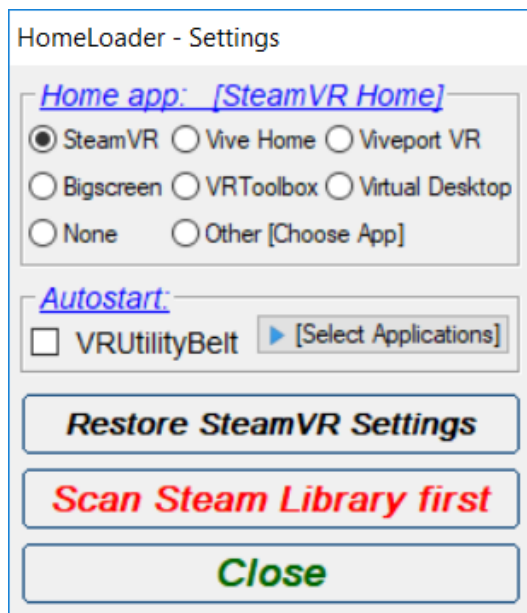 HomeLoader - Settings
Home app: [SteamVR Home]
SteamVR Vive Home Viveport VR
Bigscreen VRToolbox Virtual Desktop
None Other [Choose App]
Autostart:
VRUtilityBelt [Select Applications]
Restore SteamVR Settings
Scan Steam Library first
Close